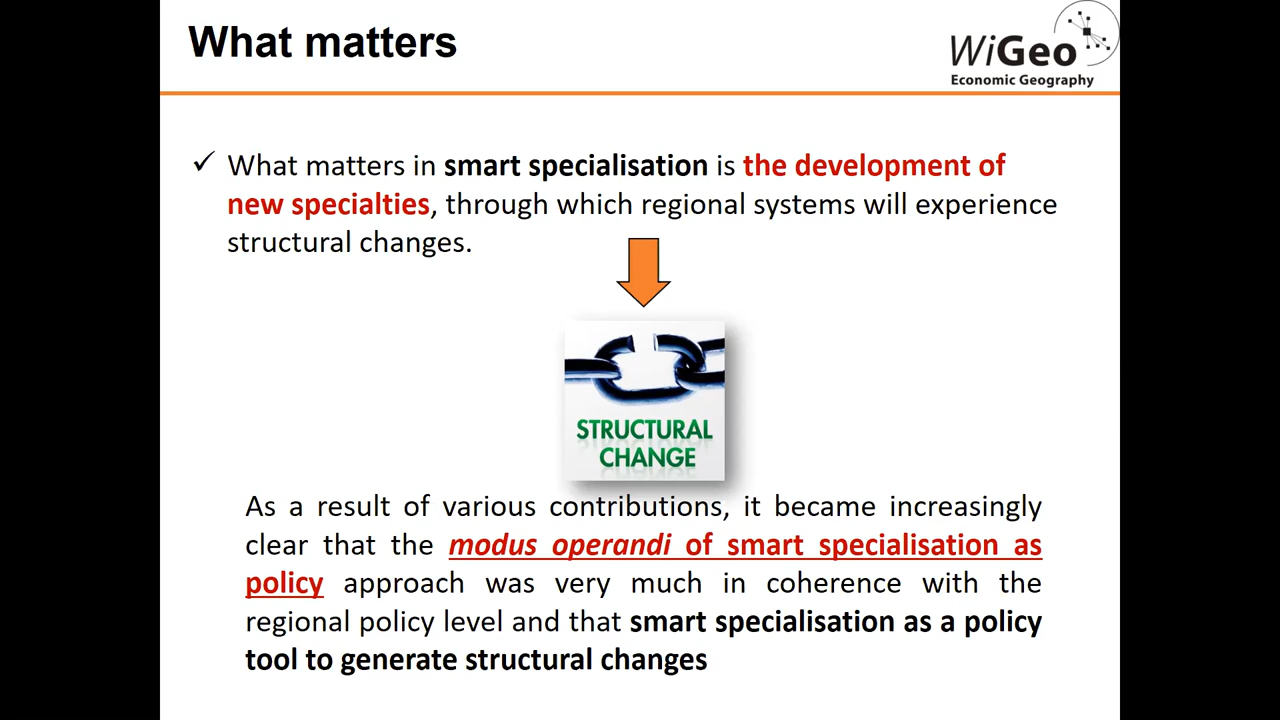 What matters
WiGeo
Economic Geography
✓ What matters in smart specialisation is the development of
new specialties, through which regional systems will experience
structural changes.
STRUCTURAL
CHANGE
As a result of various contributions, it became increasingly
clear that the modus operandi of smart specialisation as
policy approach was very much in coherence with the
regional policy level and that smart specialisation as a policy
tool to generate structural changes